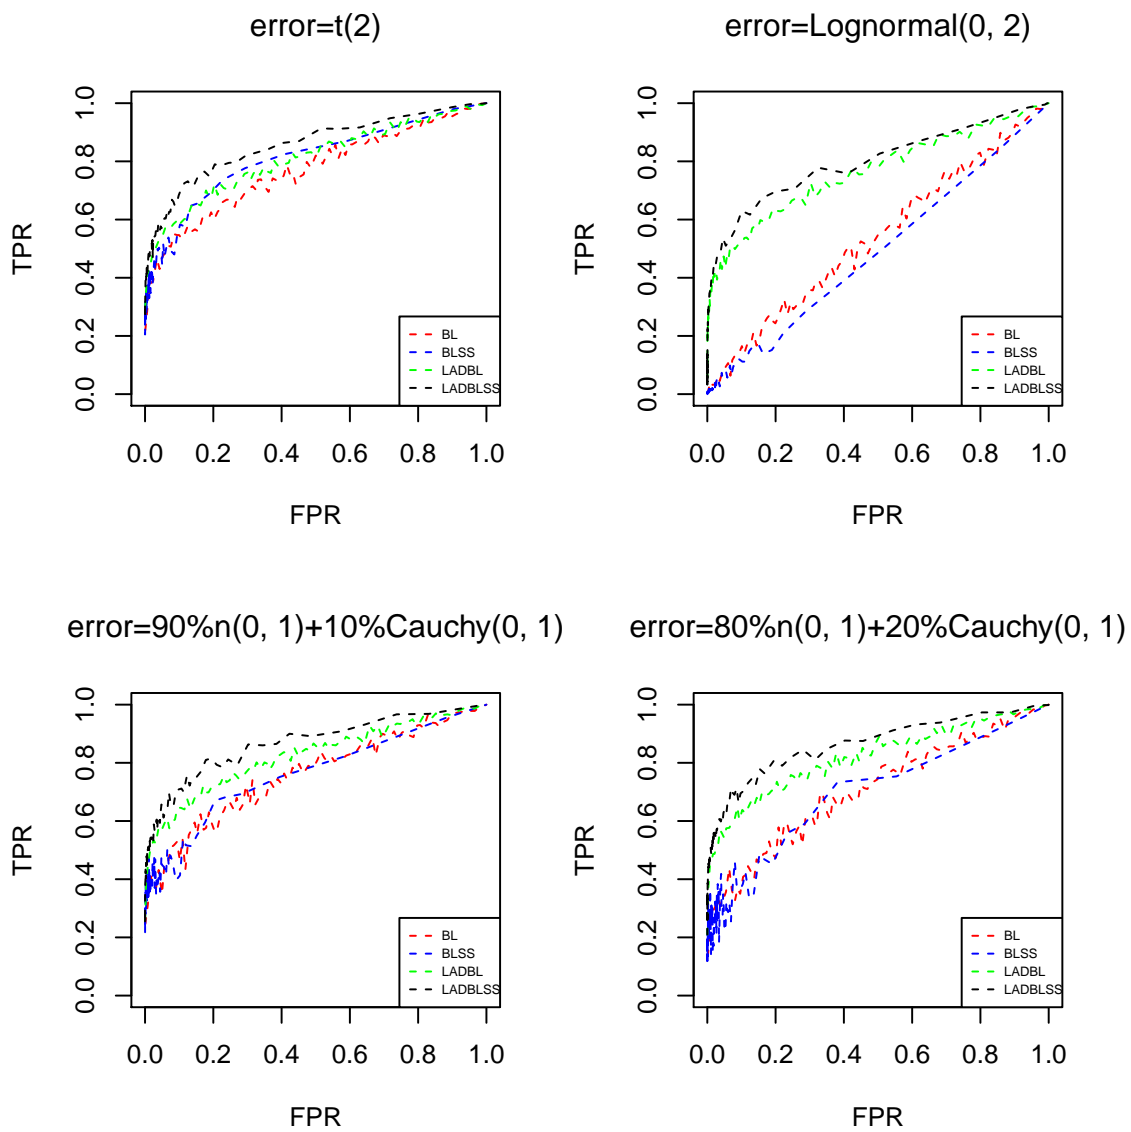 error=t(2)
TPR
1.0
0.8
0.6
0.4
0.2
0.0
BL
BLSS
LADBL
LADBLSS
0.0 0.2 0.4 0.6 0.8 1.0
FPR
error=Lognormal(0, 2)
TPR
1.0
0.8
0.6
0.4
0.2
0.0
BL
BLSS
LADBL
LADBLSS
0.0 0.2 0.4 0.6 0.8 1.0
FPR
error=90%n(0, 1)+10%Cauchy(0, 1)
TPR
1.0
0.8
0.6
0.4
0.2
0.0
BL
BLSS
LADBL
LADBLSS
0.0 0.2 0.4 0.6 0.8 1.0
FPR
error=80%n(0, 1)+20%Cauchy(0, 1)
TPR
1.0
0.8
0.6
0.4
0.2
0.0
BL
BLSS
LADBL
LADBLSS
0.0 0.2 0.4 0.6 0.8 1.0
FPR